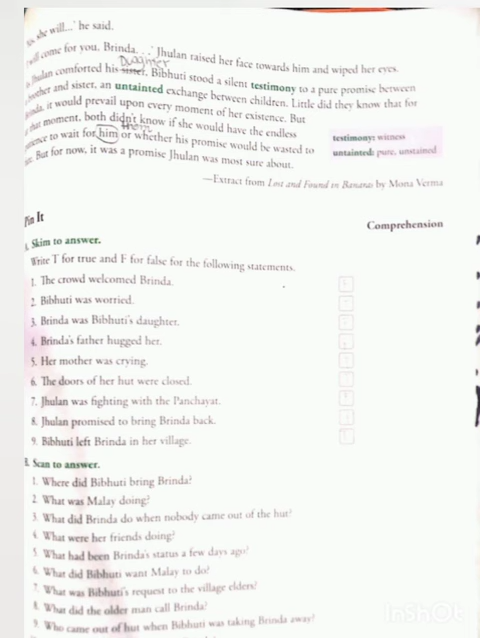 she will...' he said.
will come for you, Brinda. . .' Jhulan raised her face towards him and wiped her eyes.
Daughter
Jhulan comforted his sister. Bibhuti stood a silent testimony to a pure promise between
brother and sister, an untainted exchange between children. Little did they know that for
Brinda, it would prevail upon every moment of her existence. But
that moment, both didn't know if she would have the endless
them
to wait for him or whether his promise would be wasted to
But for now, it was a promise Jhulan was most sure about.
testimony: witness
untainted: pure, unstained
—Extract from Lost and Found in Banaras by Mona Verma
Pin It
Comprehension
A. Skim to answer.
Write T for true and F for false for the following statements.
1. The crowd welcomed Brinda.
2. Bibhuti was worried.
3. Brinda was Bibhuti's daughter.
4. Brinda's father hugged her.
5. Her mother was crying.
6. The doors of her hut were closed.
7. Jhulan was fighting with the Panchayat.
8. Jhulan promised to bring Brinda back.
9. Bibhuti left Brinda in her village.
B. Scan to answer.
1. Where did Bibhuti bring Brinda?
2. What was Malay doing?
3. What did Brinda do when nobody came out of the hut?
4. What were her friends doing?
5. What had been Brinda's status a few days ago?
6. What did Bibhuti want Malay to do?
7. What was Bibhuti's request to the village elders?
8. What did the older man call Brinda?
9. Who came out of hut when Bibhuti was taking Brinda away?
InShOt